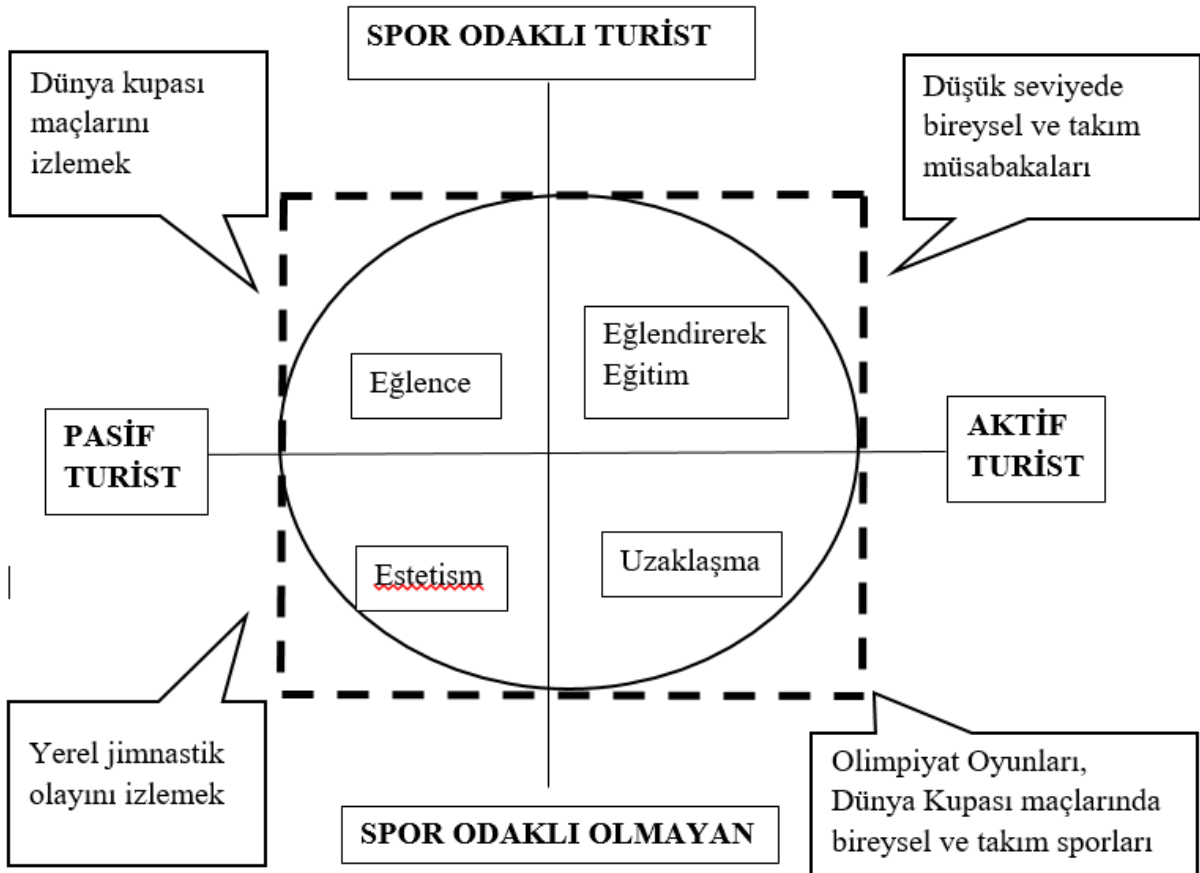 SPOR ODAKLI TURİST
Dünya kupası
maçlarını
izlemek
Düşük seviyede
bireysel ve takım
müsabakaları
Eğlence
Eğlendirerek
Eğitim
PASİF
TURİST
AKTİF
TURİST
Estetism
Uzaklaşma
Yerel jimnastik
olayını izlemek
Olimpiyat Oyunları,
Dünya Kupası maçlarında
bireysel ve takım sporları
SPOR ODAKLI OLMAYAN